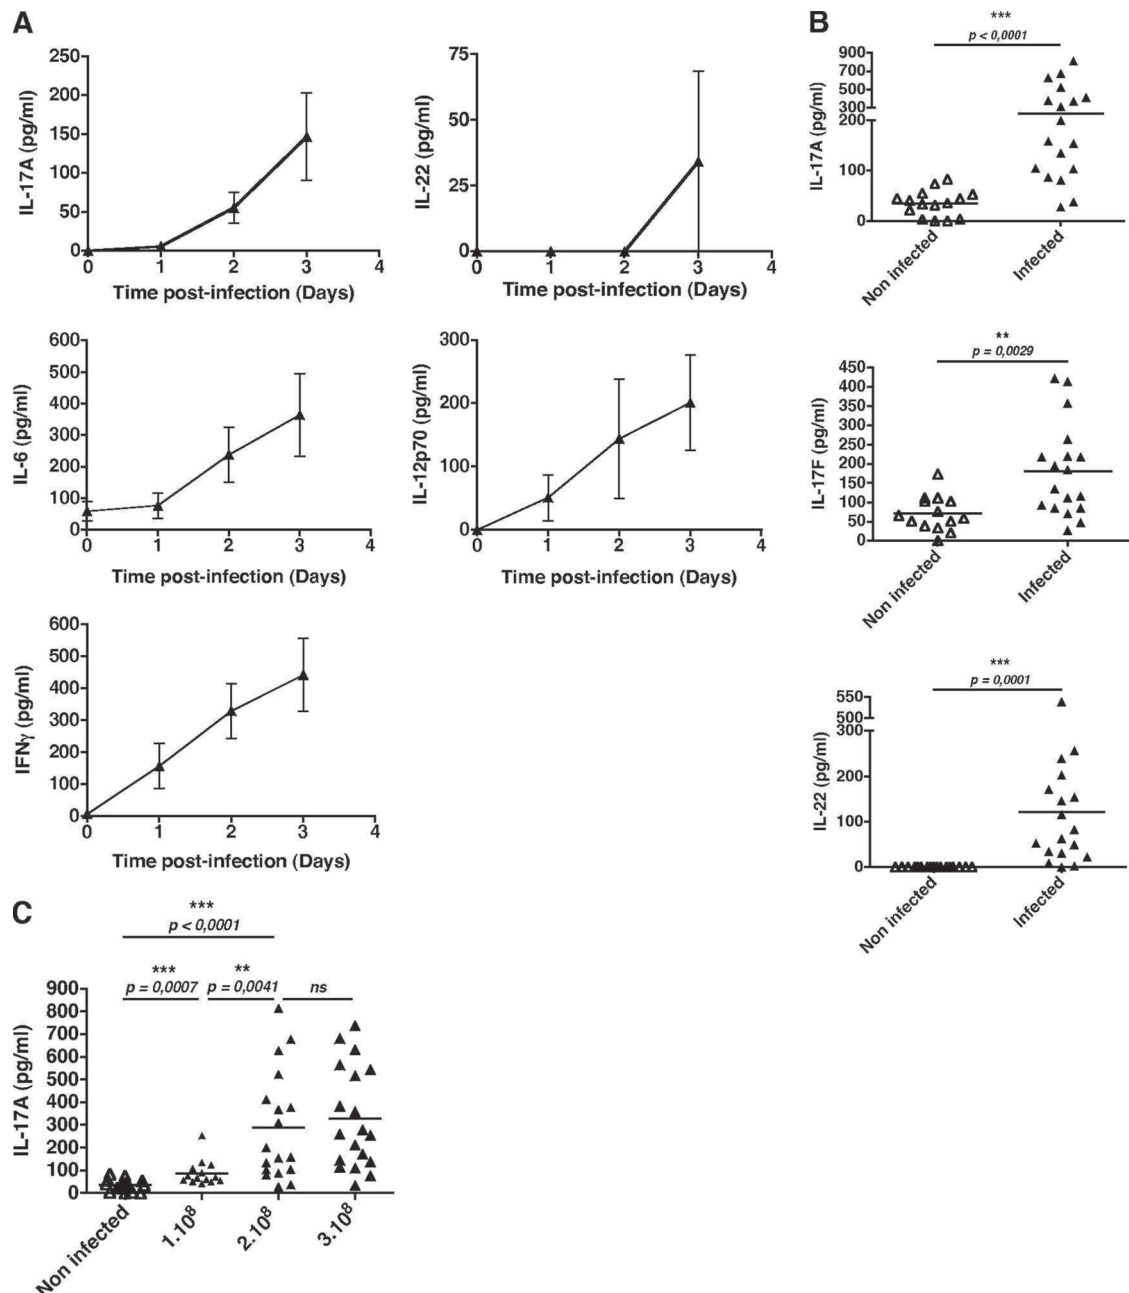 A
IL-17A (pg/ml)
250
200
150
100
50
0
0 1 2 3 4
Time post-infection (Days)
IL-22 (pg/ml)
75
50
25
0
0 1 2 3 4
Time post-infection (Days)
IL-6 (pg/ml)
600
500
400
300
200
100
0
0 1 2 3 4
Time post-infection (Days)
IL-12p70 (pg/ml)
300
200
100
0
0 1 2 3 4
Time post-infection (Days)
IFNγ (pg/ml)
600
500
400
300
200
100
0
0 1 2 3 4
Time post-infection (Days)
B
***
p < 0,0001
IL-17A (pg/ml)
900
700
500
300
200
100
0
Non infected
Infected
**
p = 0,0029
IL-17F (pg/ml)
450
400
350
300
250
200
150
100
50
0
Non infected
Infected
***
p = 0,0001
IL-22 (pg/ml)
550
500
300
200
100
0
Non infected
Infected
C
***
p < 0,0001
*** **
p = 0,0007 p = 0,0041 ns
IL-17A (pg/ml)
900
800
700
600
500
400
300
200
100
0
Non infected
1.10⁸
2.10⁸
3.10⁸